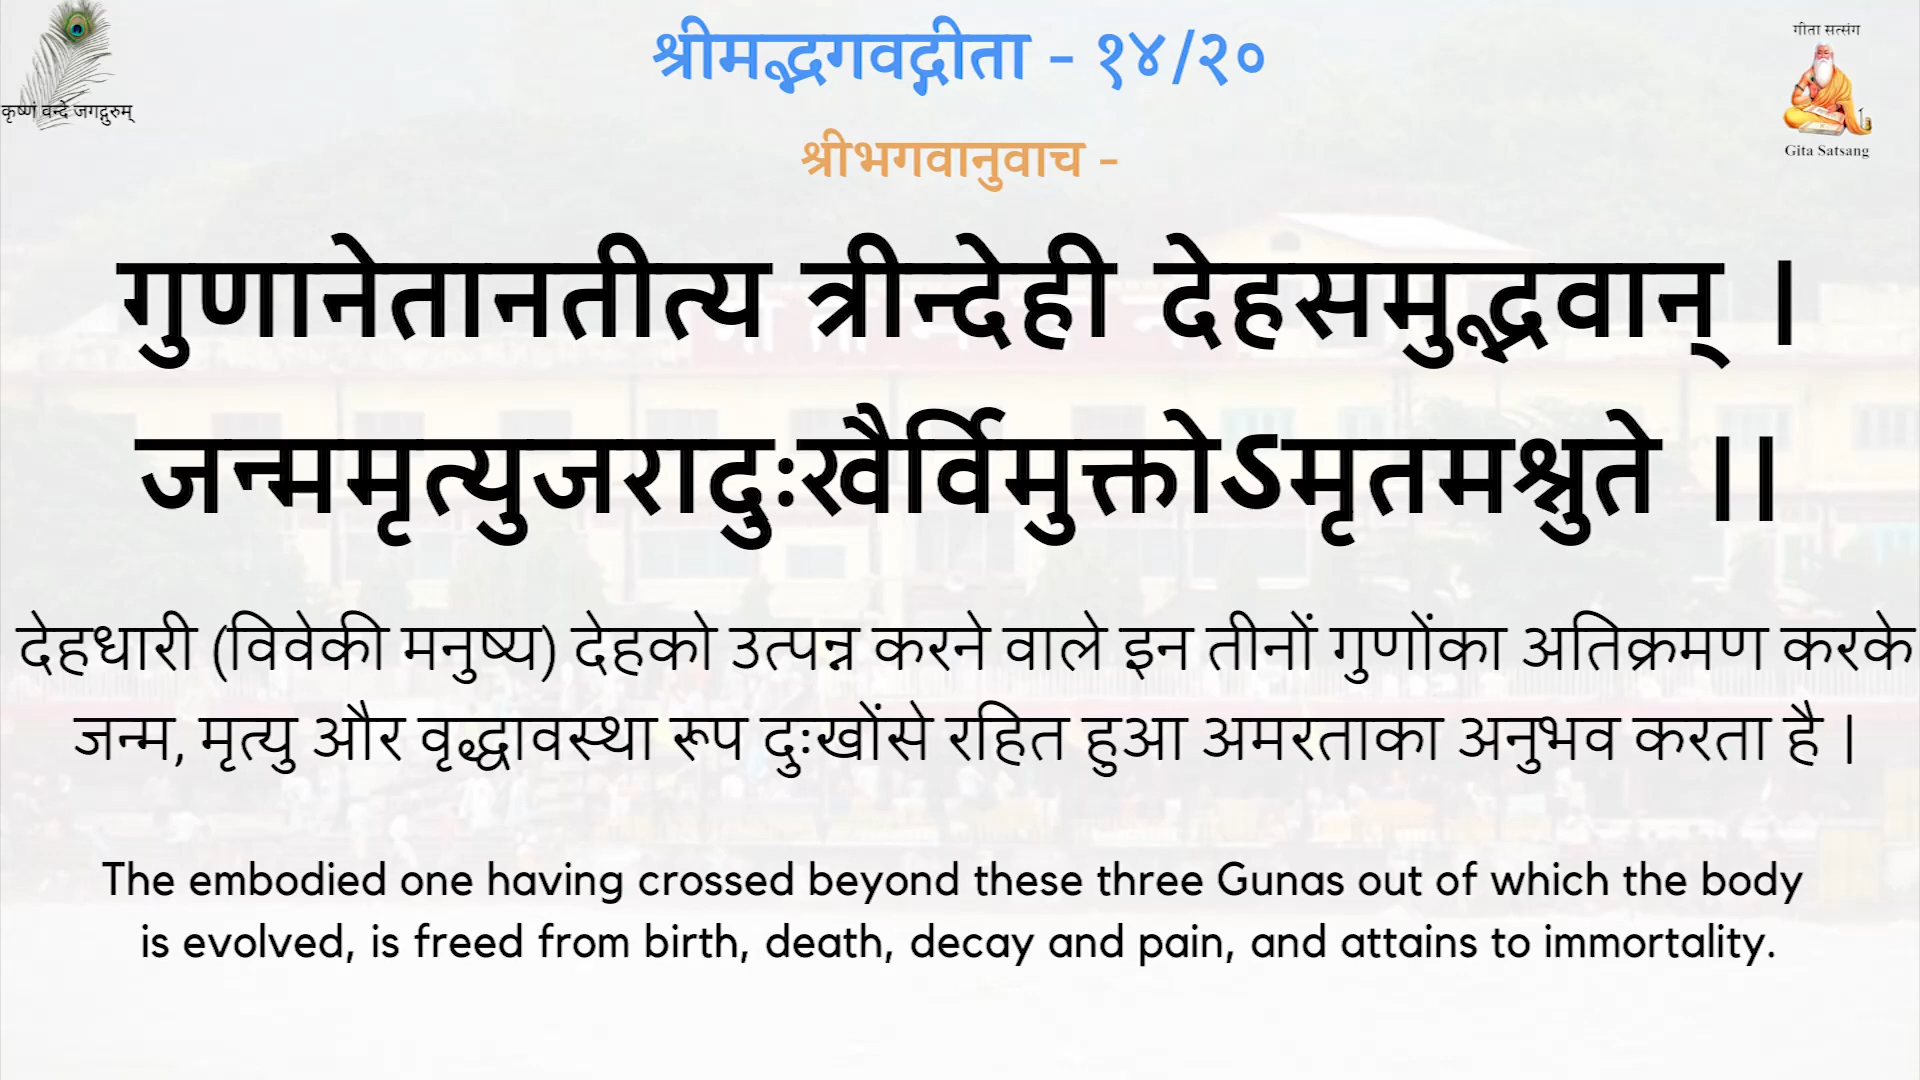 श्रीमद्भगवद्गीता - १४/२०
गीता सत्संग
कृष्णं वन्दे जगद्गुरुम्
Gita Satsang
श्रीभगवानुवाच -
गुणानेतानतीत्य त्रीन्देही देहसमुद्भवान् |
जन्ममृत्युजरादुःखैर्विमुक्तोऽमृतमश्नुते ||
देहधारी (विवेकी मनुष्य) देहको उत्पन्न करने वाले इन तीनों गुणोंका अतिक्रमण करके
जन्म, मृत्यु और वृद्धावस्था रूप दुःखोंसे रहित हुआ अमरताका अनुभव करता है |
The embodied one having crossed beyond these three Gunas out of which the body
is evolved, is freed from birth, death, decay and pain, and attains to immortality.